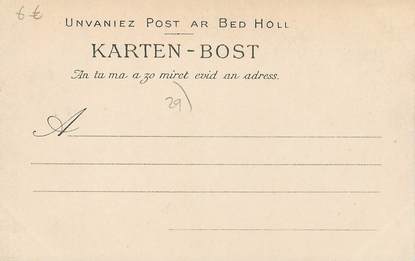 6 €
Unvaniez Post ar Bed Holl
KARTEN-BOST
An tu ma a zo miret evid an adress.
29)
A